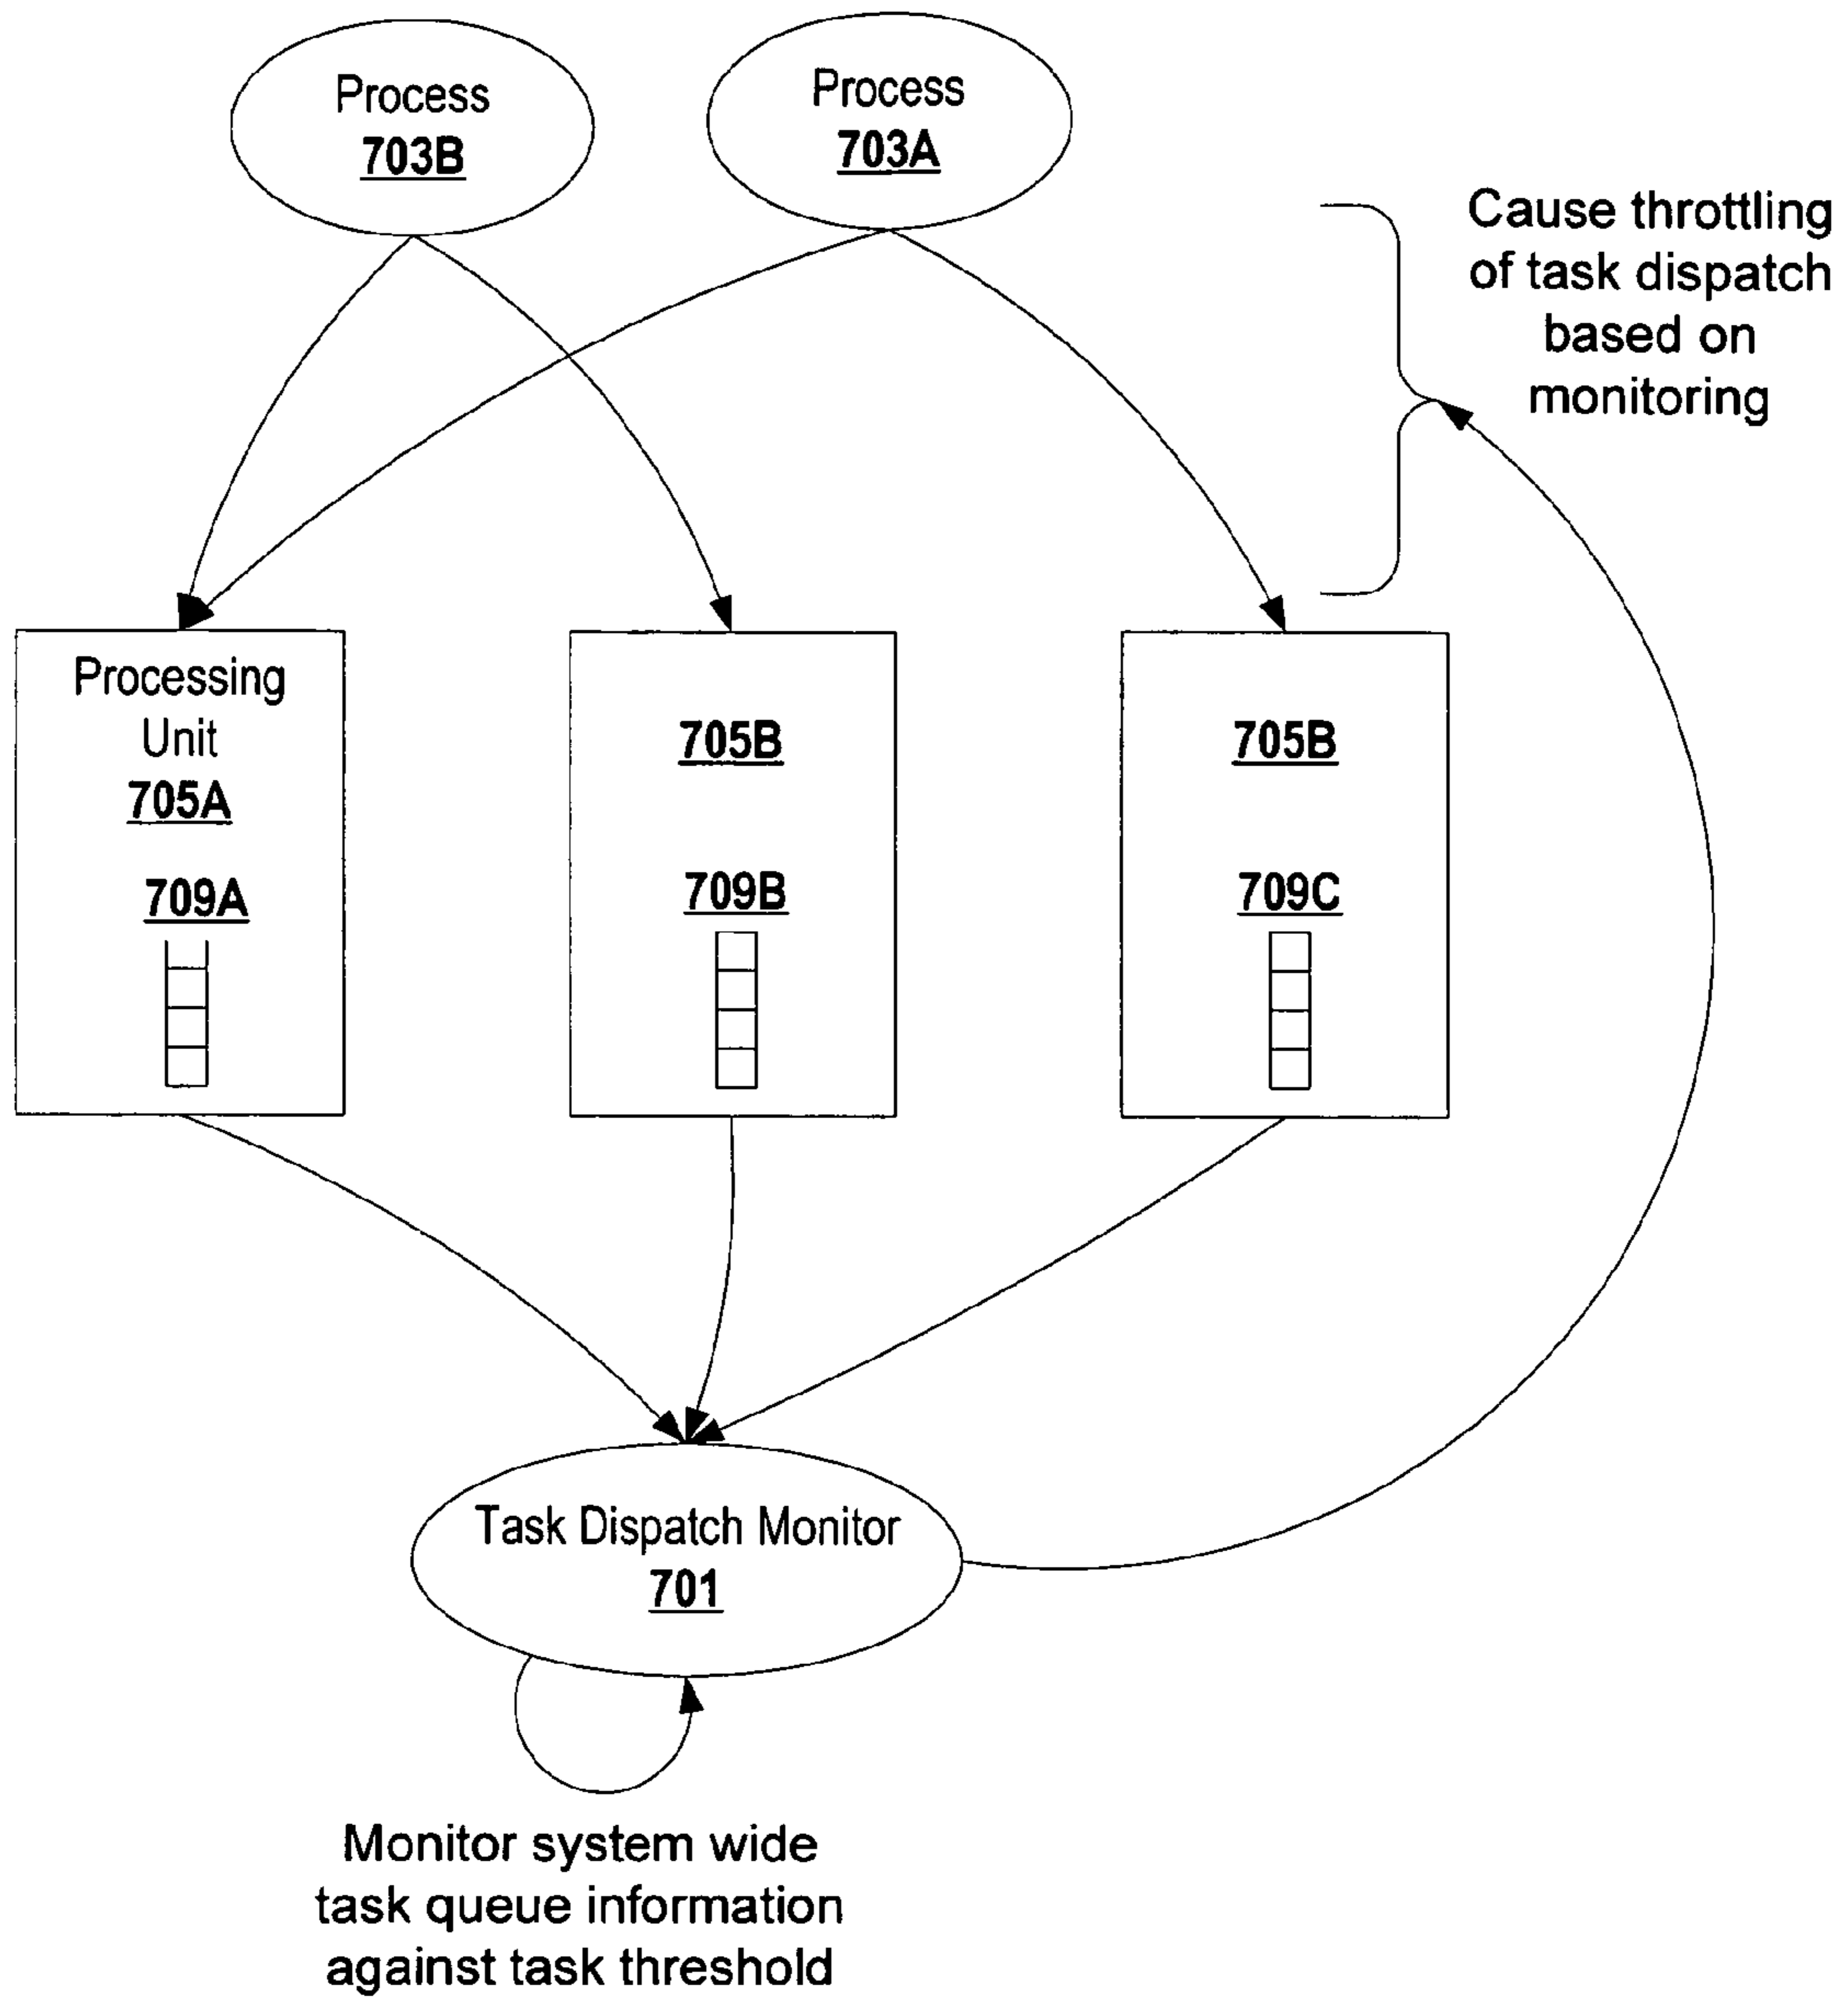 Process
703B
Process
703A
Cause throttling
of task dispatch
based on
monitoring
Processing
Unit
705A
709A
705B
709B
705B
709C
Task Dispatch Monitor
701
Monitor system wide
task queue information
against task threshold